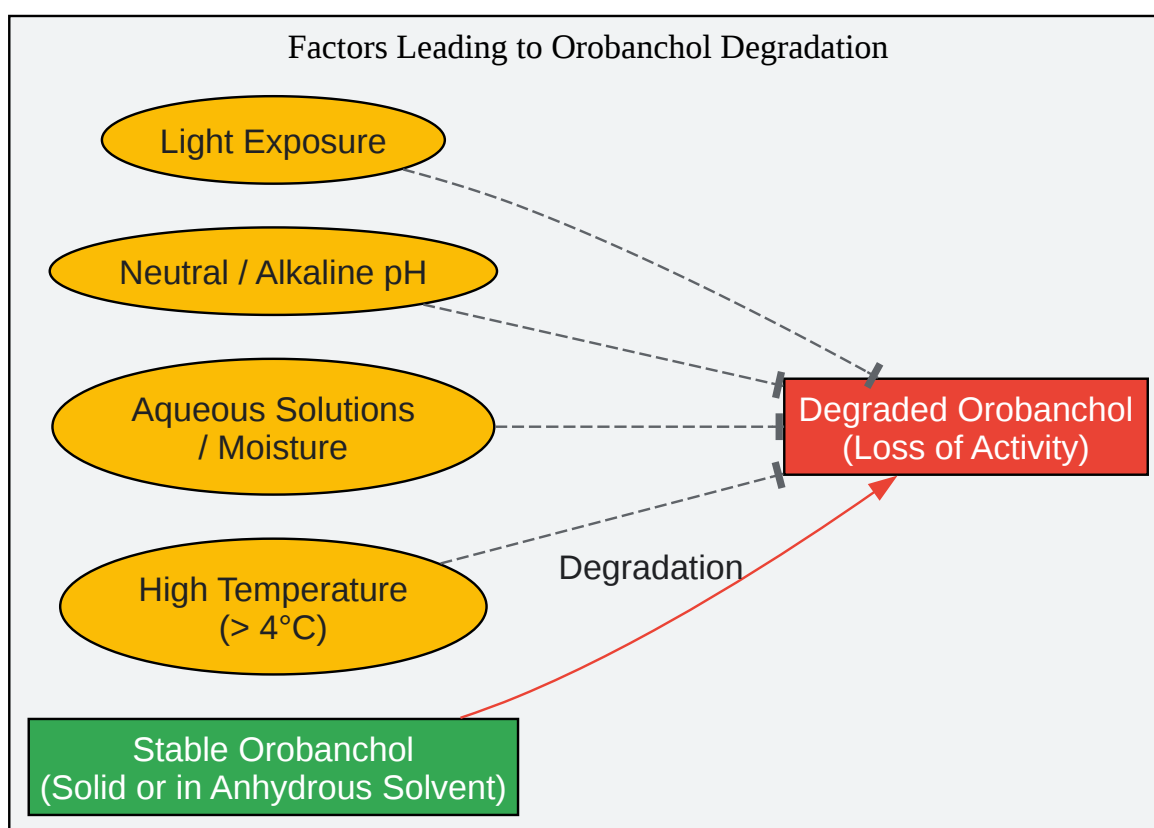 Factors Leading to Orobanchol Degradation
Light Exposure
Neutral / Alkaline pH
Aqueous Solutions
/ Moisture
Degraded Orobanchol
(Loss of Activity)
High Temperature
(> 4°C)
Degradation
Stable Orobanchol
(Solid or in Anhydrous Solvent)